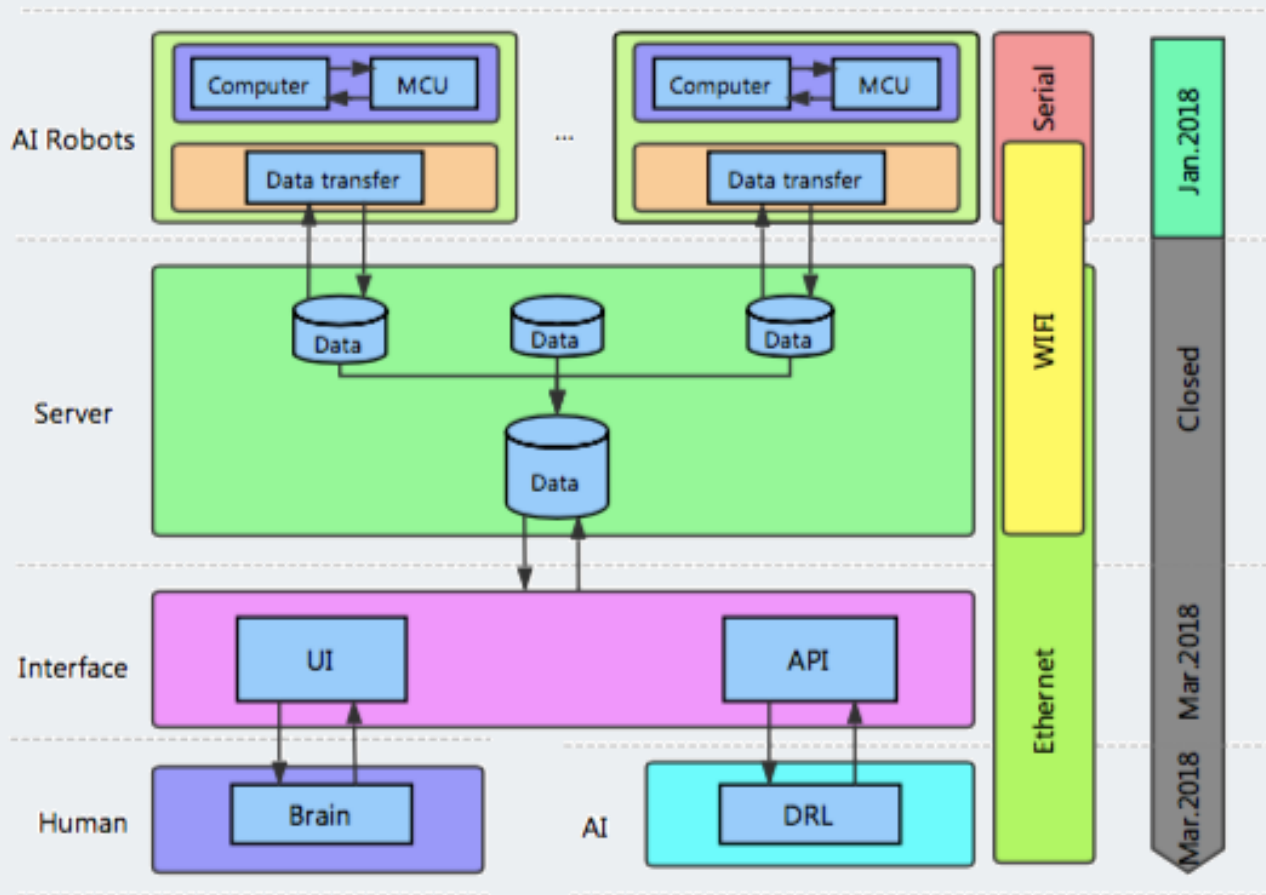 Computer
MCU
Computer
MCU
Serial
Jan.2018
AI Robots
...
Data transfer
Data transfer
Data
Data
Data
WIFI
Closed
Server
Data
Interface
UI
API
Ethernet
Mar.2018
Human
Brain
AI
DRL
Mar.2018